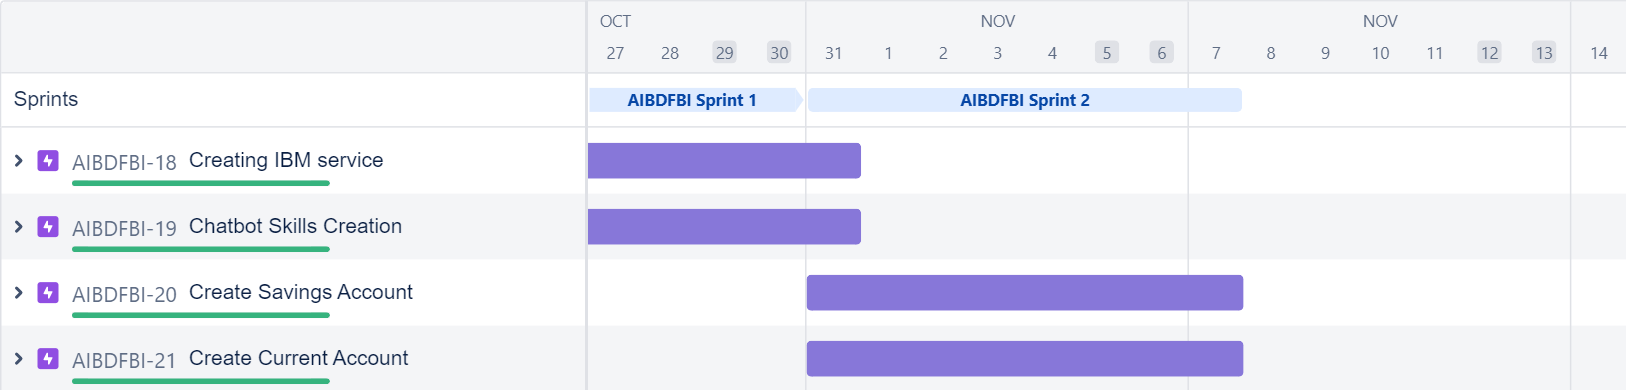 OCT NOV NOV
27 28 29 30 31 1 2 3 4 5 6 7 8 9 10 11 12 13 14
Sprints AIBDFBI Sprint 1 AIBDFBI Sprint 2
AIBDFBI-18 Creating IBM service
AIBDFBI-19 Chatbot Skills Creation
AIBDFBI-20 Create Savings Account
AIBDFBI-21 Create Current Account